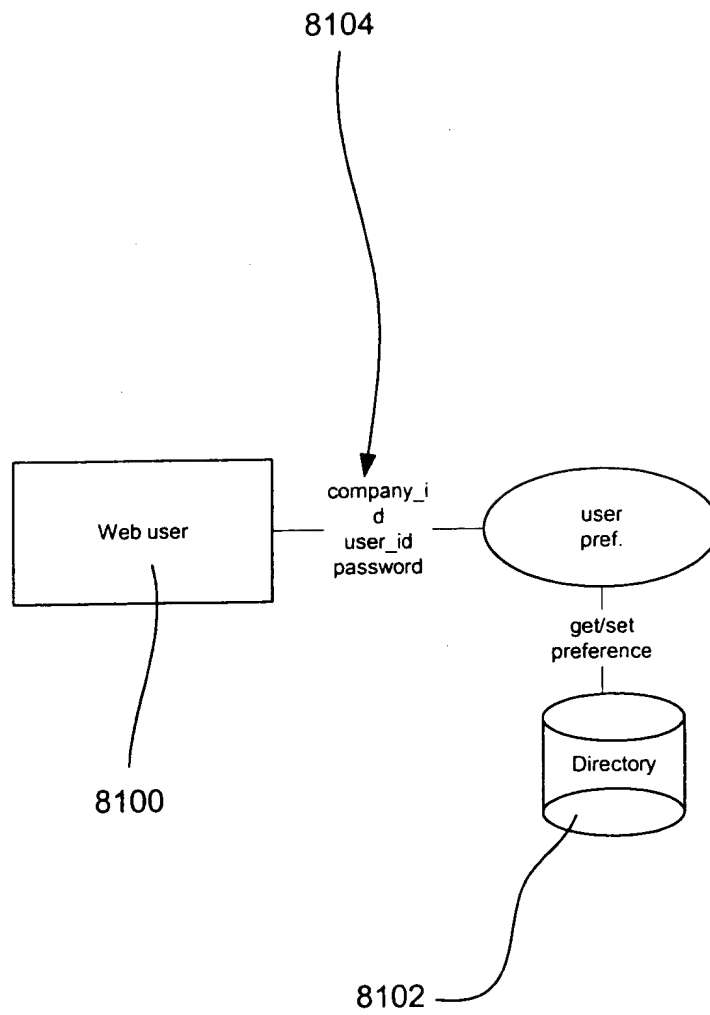 8104
company_i
d
user_id
password
Web user
user
pref.
get/set
preference
Directory
8100
8102